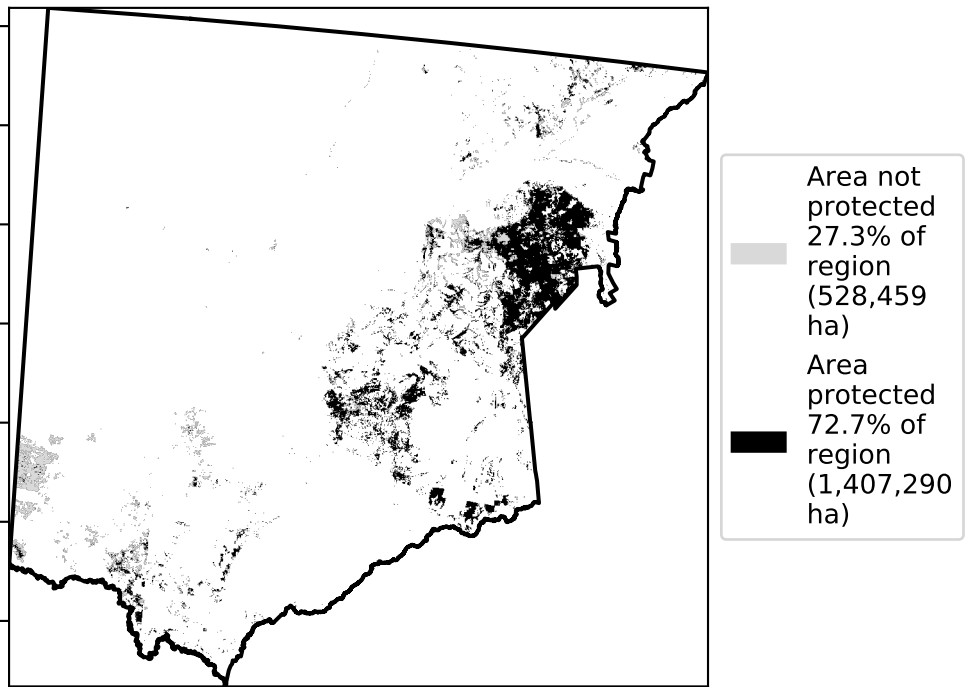 Area not
protected
27.3% of
region
(528,459
ha)
Area
protected
72.7% of
region
(1,407,290
ha)